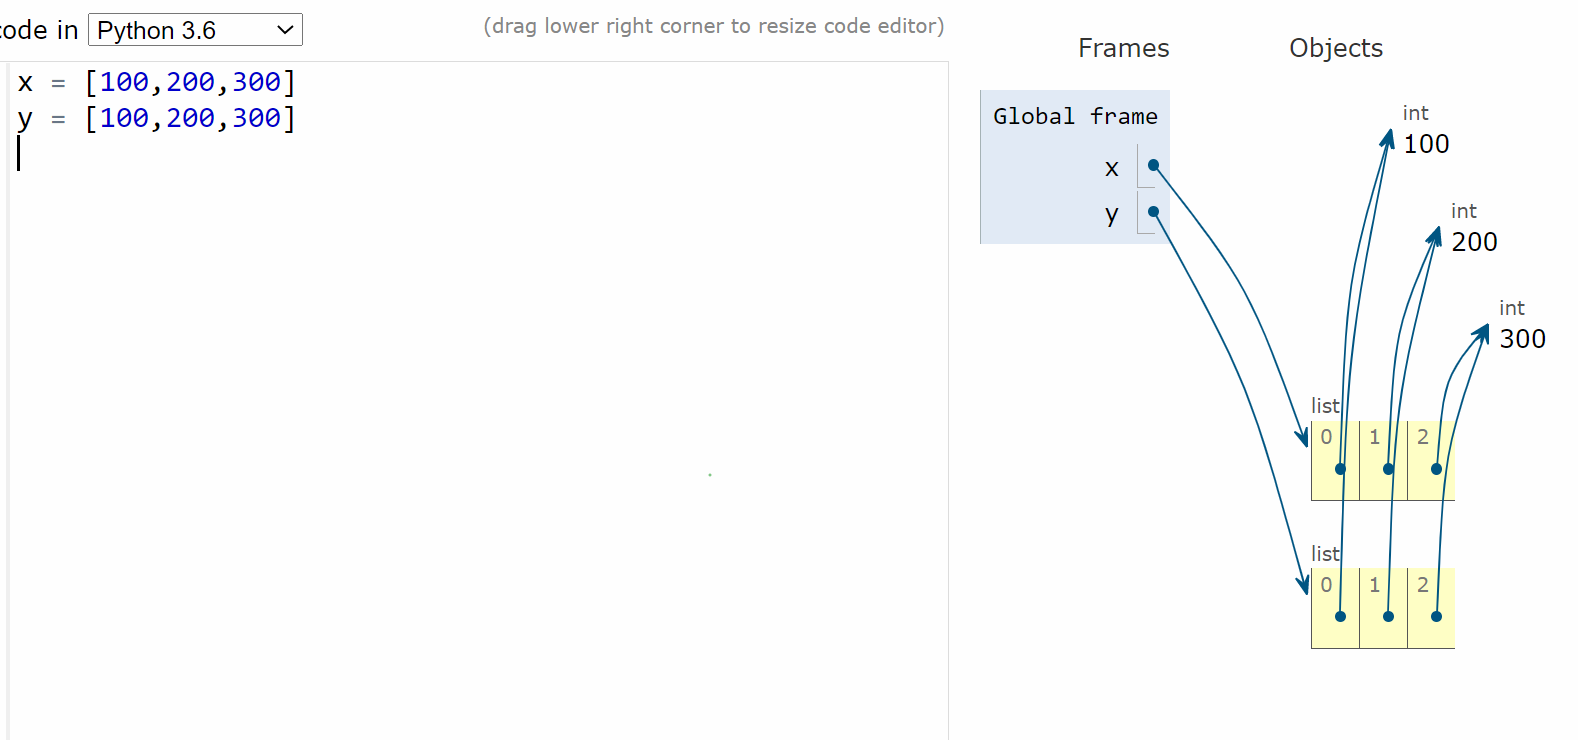 code in Python 3.6
(drag lower right corner to resize code editor)
x = [100,200,300]
y = [100,200,300]
Frames
Objects
Global frame
x
y
int
100
int
200
int
300
list
0 1 2
list
0 1 2